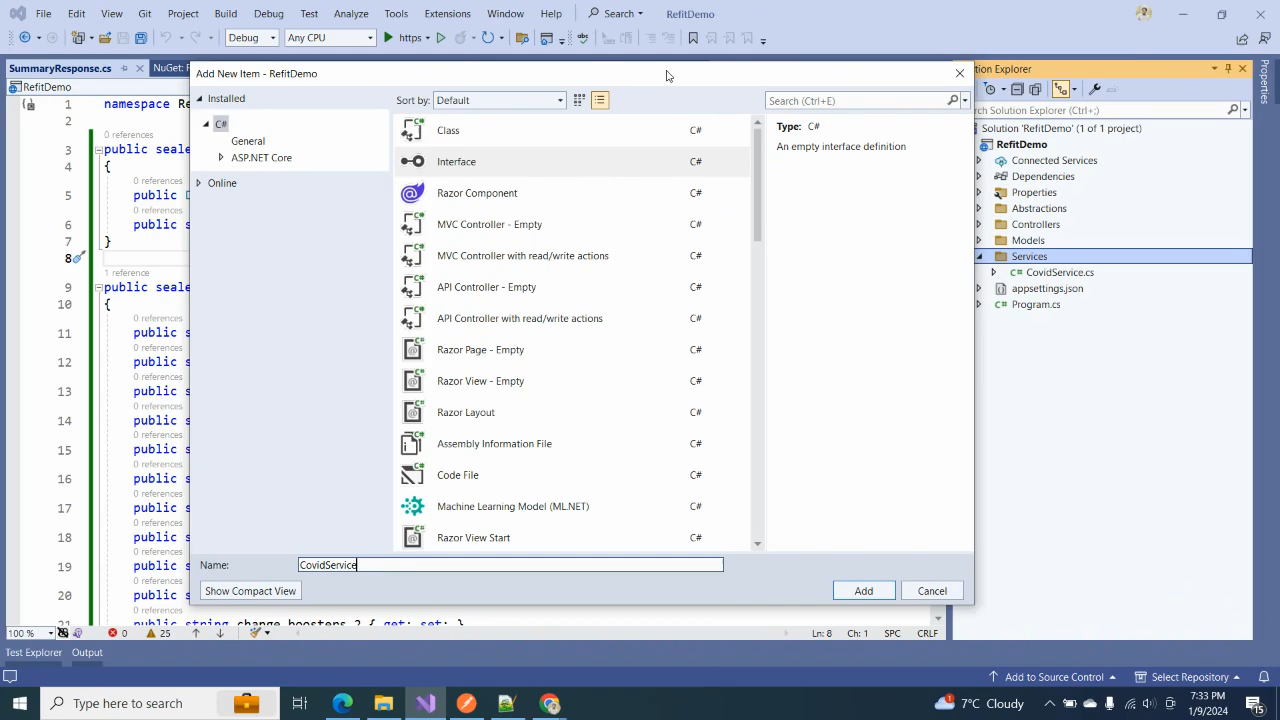 File Edit View Git Project Build Debug Test Analyze Tools Extensions Window Help Search RefitDemo
Debug Any CPU https
SummaryResponse.cs NuGet:
RefitDemo
1 namespace
2
0 references
3 public seale
4 {
0 references
5 public
0 references
6 public s
7 }
8
1 reference
9 public seale
10 {
0 references
11 public s
0 references
12 public s
0 references
13 public s
0 references
14 public s
0 references
15 public s
0 references
16 public s
0 references
17 public s
0 references
18 public s
0 references
19 public s
0 references
20 public s
0 references
21 public string change_boosters_2 { get; set; }
100 % 0 25 Ln: 8 Ch: 1 SPC CRLF
Test Explorer Output
Add New Item - RefitDemo
Installed
C#
General
ASP.NET Core
Online
Sort by: Default
Search (Ctrl+E)
Class C#
Interface C#
Razor Component C#
MVC Controller - Empty C#
MVC Controller with read/write actions C#
API Controller - Empty C#
API Controller with read/write actions C#
Razor Page - Empty C#
Razor View - Empty C#
Razor Layout C#
Assembly Information File C#
Code File C#
Machine Learning Model (ML.NET) C#
Razor View Start C#
Type: C#
An empty interface definition
Name: CovidService
Show Compact View Add Cancel
Explorer
Search Solution Explorer (Ctrl+;)
Solution 'RefitDemo' (1 of 1 project)
RefitDemo
Connected Services
Dependencies
Properties
Abstractions
Controllers
Models
Services
C# CovidService.cs
appsettings.json
C# Program.cs
Properties
Add to Source Control Select Repository
Type here to search
7°C Cloudy
7:33 PM
1/9/2024
15